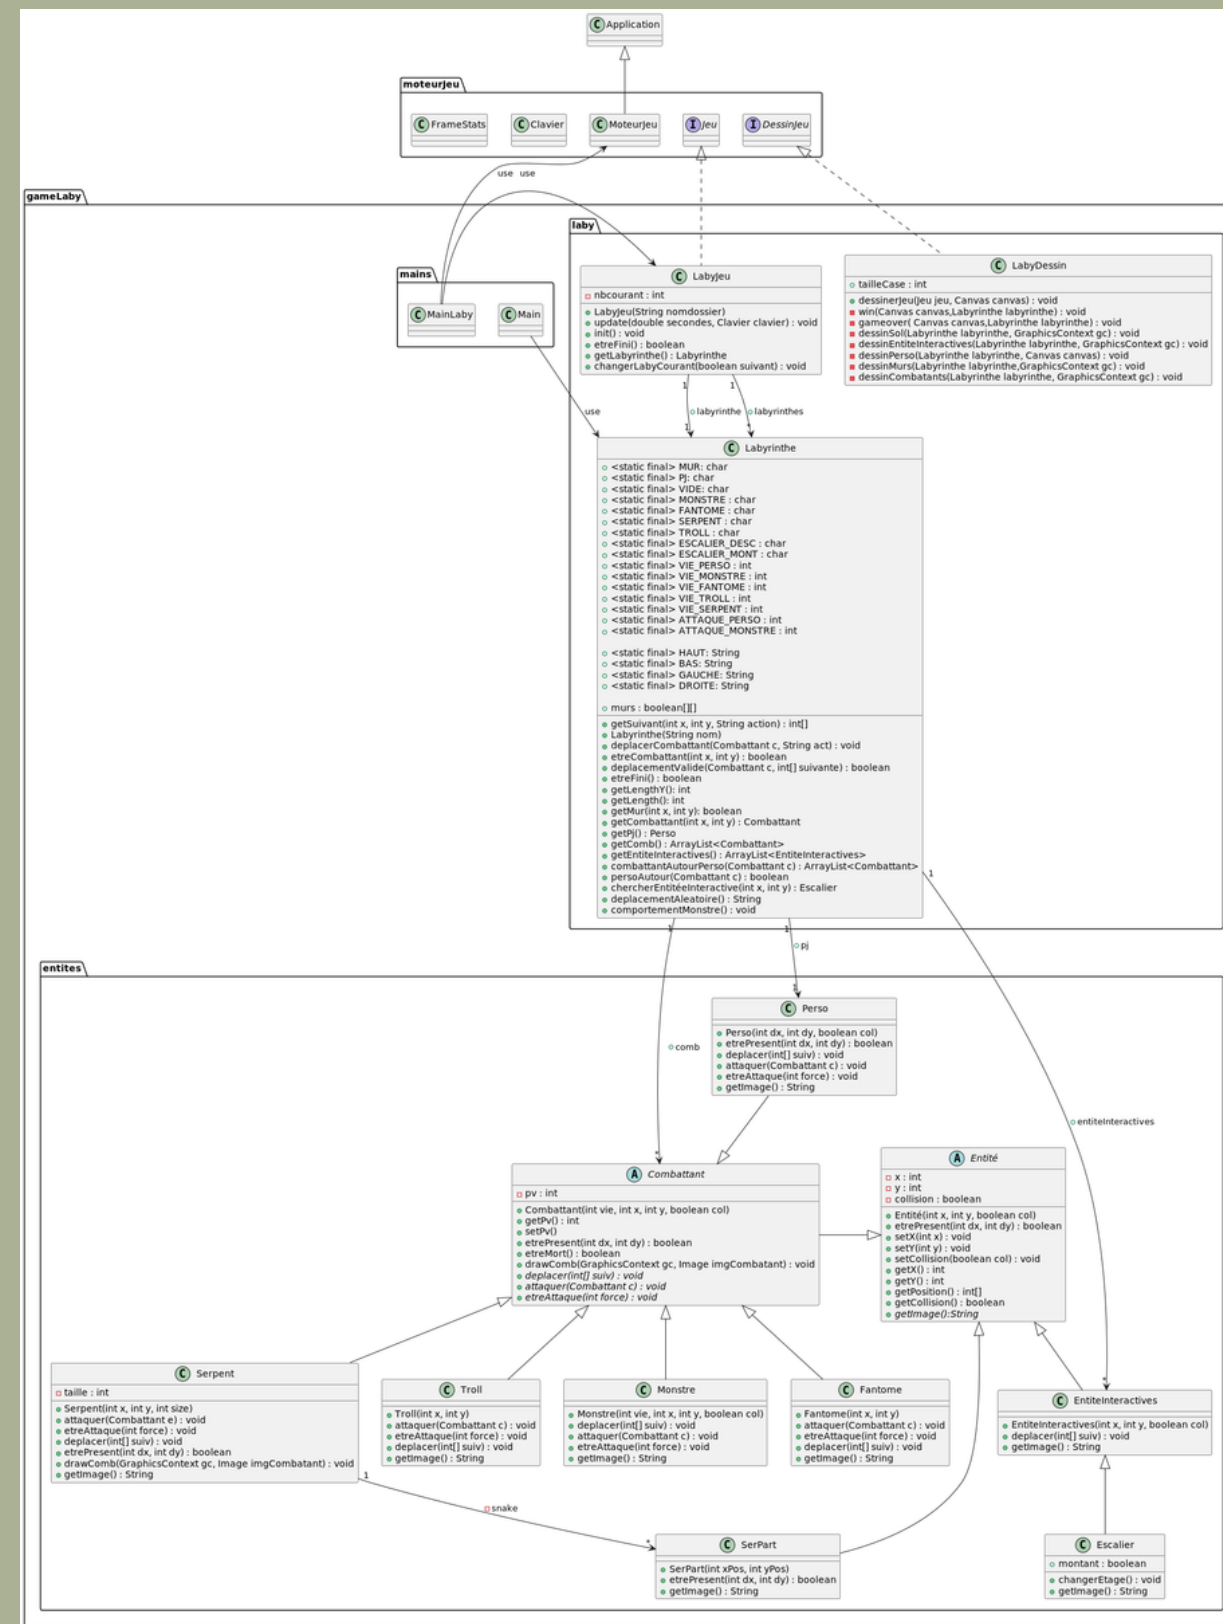 C Application
moteurJeu
C FrameStats
C Clavier
C MoteurJeu
I Jeu
I DessinJeu
use use
gameLaby
laby
mains
C MainLaby
C Main
use
C LabyJeu
nbcourant : int
LabyJeu(String nomdossier)
update(double secondes, Clavier clavier) : void
init() : void
etreFini() : boolean
getLabyrinthe() : Labyrinthe
changerLabyCourant(boolean suivant) : void
C LabyDessin
tailleCase : int
dessinerJeu(Jeu jeu, Canvas canvas) : void
win(Canvas canvas,Labyrinthe labyrinthe) : void
gameover( Canvas canvas,Labyrinthe labyrinthe) : void
dessinSol(Labyrinthe labyrinthe, GraphicsContext gc) : void
dessinEntiteInteractives(Labyrinthe labyrinthe, GraphicsContext gc) : void
dessinPerso(Labyrinthe labyrinthe, Canvas canvas) : void
dessinMurs(Labyrinthe labyrinthe,GraphicsContext gc) : void
dessinCombatants(Labyrinthe labyrinthe, GraphicsContext gc) : void
1 1
labyrinthe labyrinthes
1 *
C Labyrinthe
<static final> MUR: char
<static final> PJ: char
<static final> VIDE: char
<static final> MONSTRE : char
<static final> FANTOME : char
<static final> SERPENT : char
<static final> TROLL : char
<static final> ESCALIER_DESC : char
<static final> ESCALIER_MONT : char
<static final> VIE_PERSO : int
<static final> VIE_MONSTRE : int
<static final> VIE_FANTOME : int
<static final> VIE_TROLL : int
<static final> VIE_SERPENT : int
<static final> ATTAQUE_PERSO : int
<static final> ATTAQUE_MONSTRE : int
<static final> HAUT: String
<static final> BAS: String
<static final> GAUCHE: String
<static final> DROITE: String
murs : boolean[][]
getSuivant(int x, int y, String action) : int[]
Labyrinthe(String nom)
deplacerCombattant(Combattant c, String act) : void
etreCombattant(int x, int y) : boolean
deplacementValide(Combattant c, int[] suivante) : boolean
etreFini() : boolean
getLengthY(): int
getLength(): int
getMur(int x, int y): boolean
getCombattant(int x, int y) : Combattant
getPj() : Perso
getComb() : ArrayList<Combattant>
getEntiteInteractives() : ArrayList<EntiteInteractives>
combattantAutourPerso(Combattant c) : ArrayList<Combattant>
persoAutour(Combattant c) : boolean
chercherEntitéeInteractive(int x, int y) : Escalier
deplacementAleatoire() : String
comportementMonstre() : void
1
1 1
pj
1
entites
C Perso
Perso(int dx, int dy, boolean col)
etrePresent(int dx, int dy) : boolean
deplacer(int[] suiv) : void
attaquer(Combattant c) : void
etreAttaque(int force) : void
getImage() : String
comb
entiteInteractives
*
A Combattant
pv : int
Combattant(int vie, int x, int y, boolean col)
getPv() : int
setPv()
etrePresent(int dx, int dy) : boolean
etreMort() : boolean
drawComb(GraphicsContext gc, Image imgCombatant) : void
deplacer(int[] suiv) : void
attaquer(Combattant c) : void
etreAttaque(int force) : void
A Entité
x : int
y : int
collision : boolean
Entité(int x, int y, boolean col)
etrePresent(int dx, int dy) : boolean
setX(int x) : void
setY(int y) : void
setCollision(boolean col) : void
getX() : int
getY() : int
getPosition() : int[]
getCollision() : boolean
getImage():String
C Serpent
taille : int
Serpent(int x, int y, int size)
attaquer(Combattant e) : void
etreAttaque(int force) : void
deplacer(int[] suiv) : void
etrePresent(int dx, int dy) : boolean
drawComb(GraphicsContext gc, Image imgCombatant) : void
getImage() : String
C Troll
Troll(int x, int y)
attaquer(Combattant c) : void
etreAttaque(int force) : void
deplacer(int[] suiv) : void
getImage() : String
C Monstre
Monstre(int vie, int x, int y, boolean col)
deplacer(int[] suiv) : void
attaquer(Combattant c) : void
etreAttaque(int force) : void
getImage() : String
C Fantome
Fantome(int x, int y)
attaquer(Combattant c) : void
etreAttaque(int force) : void
deplacer(int[] suiv) : void
getImage() : String
*
C EntiteInteractives
EntiteInteractives(int x, int y, boolean col)
deplacer(int[] suiv) : void
getImage() : String
1
snake
*
C SerPart
SerPart(int xPos, int yPos)
etrePresent(int dx, int dy) : boolean
getImage() : String
C Escalier
montant : boolean
changerEtage() : void
getImage() : String